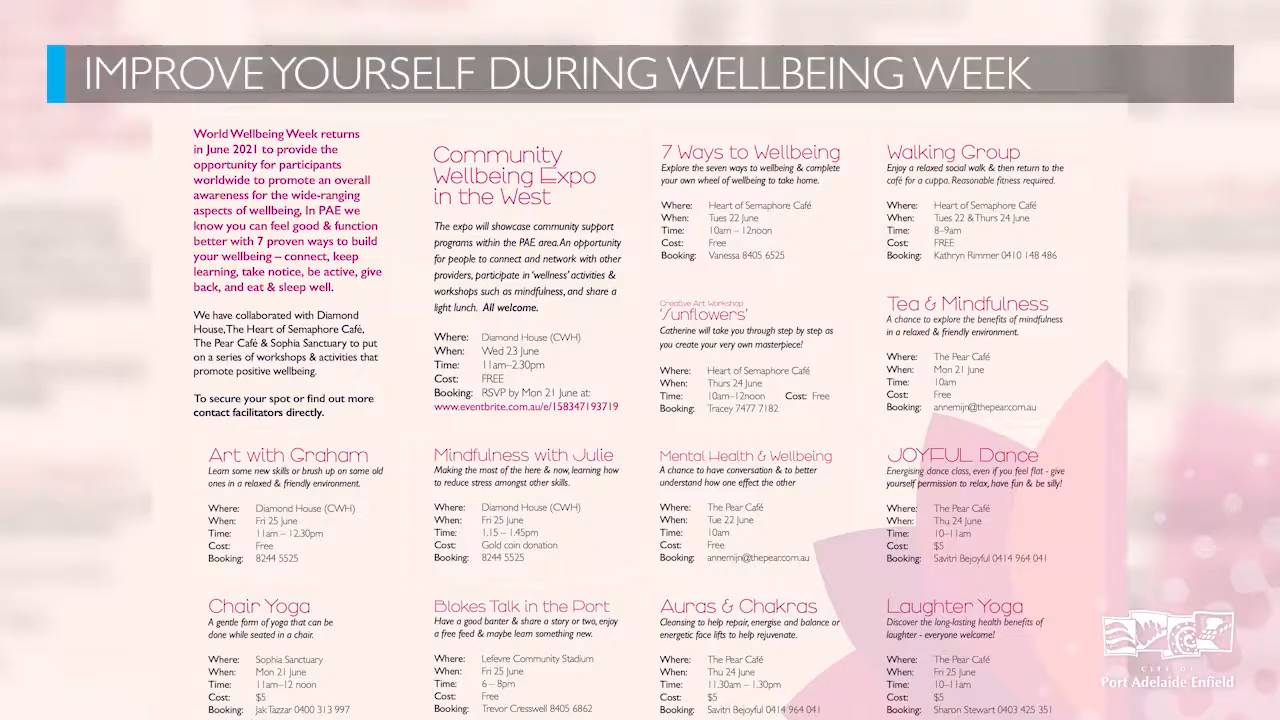 IMPROVE YOURSELF DURING WELLBEING WEEK
World Wellbeing Week returns
in June 2021 to provide the
opportunity for participants
worldwide to promote an overall
awareness for the wide-ranging
aspects of wellbeing, In PAE we
know you can feel good & function
better with 7 proven ways to build
your wellbeing – connect, keep
learning, take notice, be active, give
back, and eat & sleep well.
We have collaborated with Diamond
House, The Heart of Semaphore Café,
The Pear Café & Sophia Sanctuary to put
on a series of workshops & activities that
promote positive wellbeing.
To secure your spot or find out more
contact facilitators directly.
Community
Wellbeing Expo
in the West
The expo will showcase community support
programs within the PAE area. An opportunity
for people to connect and network with other
providers, participate in 'wellness' activities &
workshops such as mindfulness, and share a
light lunch. All welcome.
Where: Diamond House (CWH)
When: Wed 23 June
Time: 11am–2.30pm
Cost: FREE
Booking: RSVP by Mon 21 June at:
www.eventbrite.com.au/e/158347193719
7 Ways to Wellbeing
Explore the seven ways to wellbeing & complete
your own wheel of wellbeing to take home.
Where: Heart of Semaphore Café
When: Tues 22 June
Time: 10am – 12noon
Cost: Free
Booking: Vanessa 8405 6525
Walking Group
Enjoy a relaxed social walk & then return to the
café for a cuppa. Reasonable fitness required.
Where: Heart of Semaphore Café
When: Tues 22 & Thurs 24 June
Time: 8–9am
Cost: FREE
Booking: Kathryn Rimmer 0410 148 486
Creative Art Workshop
'Sunflowers'
Catherine will take you through step by step as
you create your very own masterpiece!
Where: Heart of Semaphore Café
When: Thurs 24 June
Time: 10am–12noon Cost: Free
Booking: Tracey 7477 7182
Tea & Mindfulness
A chance to explore the benefits of mindfulness
in a relaxed & friendly environment.
Where: The Pear Café
When: Mon 21 June
Time: 10am
Cost: Free
Booking: annemijn@thepear.com.au
Art with Graham
Learn some new skills or brush up on some old
ones in a relaxed & friendly environment.
Where: Diamond House (CWH)
When: Fri 25 June
Time: 11am – 12.30pm
Cost: Free
Booking: 8244 5525
Mindfulness with Julie
Making the most of the here & now, learning how
to reduce stress amongst other skills.
Where: Diamond House (CWH)
When: Fri 25 June
Time: 1.15 – 1.45pm
Cost: Gold coin donation
Booking: 8244 5525
Mental Health & Wellbeing
A chance to have conversation & to better
understand how one effect the other
Where: The Pear Café
When: Tue 22 June
Time: 10am
Cost: Free
Booking: annemijn@thepear.com.au
JOYFUL Dance
Energising dance class, even if you feel flat - give
yourself permission to relax, have fun & be silly!
Where: The Pear Café
When: Thu 24 June
Time: 10–11am
Cost: $5
Booking: Savitri Bejoyful 0414 964 041
Chair Yoga
A gentle form of yoga that can be
done while seated in a chair.
Where: Sophia Sanctuary
When: Mon 21 June
Time: 11am–12 noon
Cost: $5
Booking: Jak Tazzar 0400 313 997
Blokes Talk in the Port
Have a good banter & share a story or two, enjoy
a free feed & maybe learn something new.
Where: Lefevre Community Stadium
When: Fri 25 June
Time: 6 – 8pm
Cost: Free
Booking: Trevor Cresswell 8405 6862
Auras & Chakras
Cleansing to help repair, energise and balance or
energetic face lifts to help rejuvenate.
Where: The Pear Café
When: Thu 24 June
Time: 11.30am – 1.30pm
Cost: $5
Booking: Savitri Bejoyful 0414 964 041
Laughter Yoga
Discover the long-lasting health benefits of
laughter - everyone welcome!
Where: The Pear Café
When: Fri 25 June
Time: 10–11am
Cost: $5
Booking: Sharon Stewart 0403 425 351
CITY OF
Port Adelaide Enfield